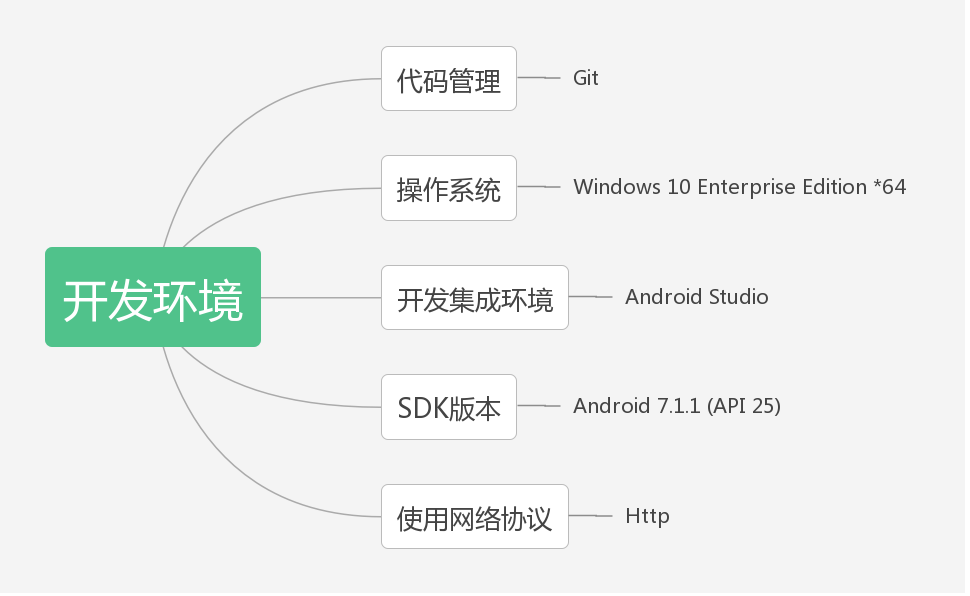 代码管理
Git
操作系统
Windows 10 Enterprise Edition *64
开发环境
开发集成环境
Android Studio
SDK版本
Android 7.1.1 (API 25)
使用网络协议
Http